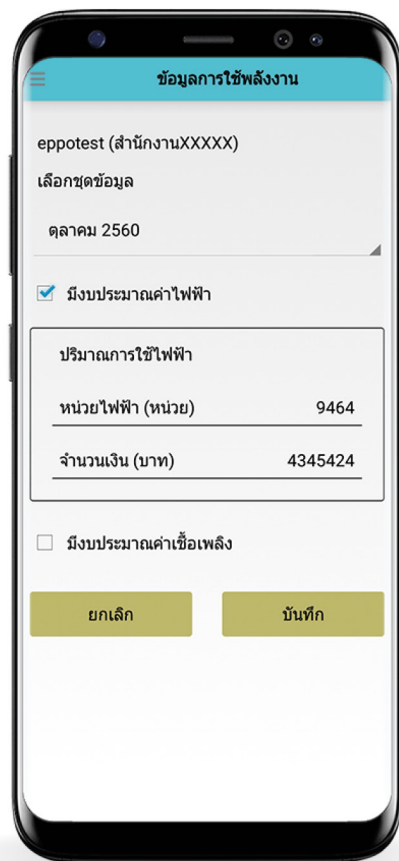 ข้อมูลการใช้พลังงาน
eppotest (สำนักงานXXXXX)
เลือกชุดข้อมูล
ตุลาคม 2560
มีงบประมาณค่าไฟฟ้า
ปริมาณการใช้ไฟฟ้า
หน่วยไฟฟ้า (หน่วย) 9464
จำนวนเงิน (บาท) 4345424
มีงบประมาณค่าเชื้อเพลิง
ยกเลิก บันทึก